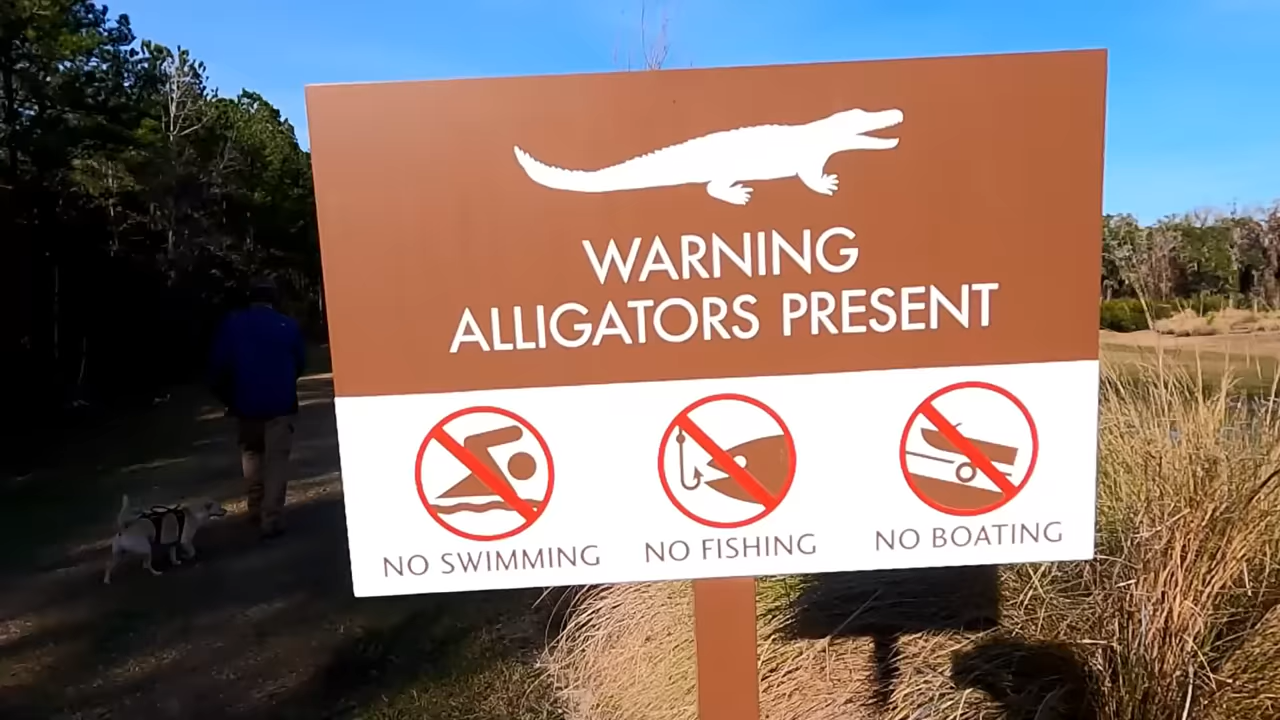 WARNING
ALLIGATORS PRESENT
NO SWIMMING
NO FISHING
NO BOATING